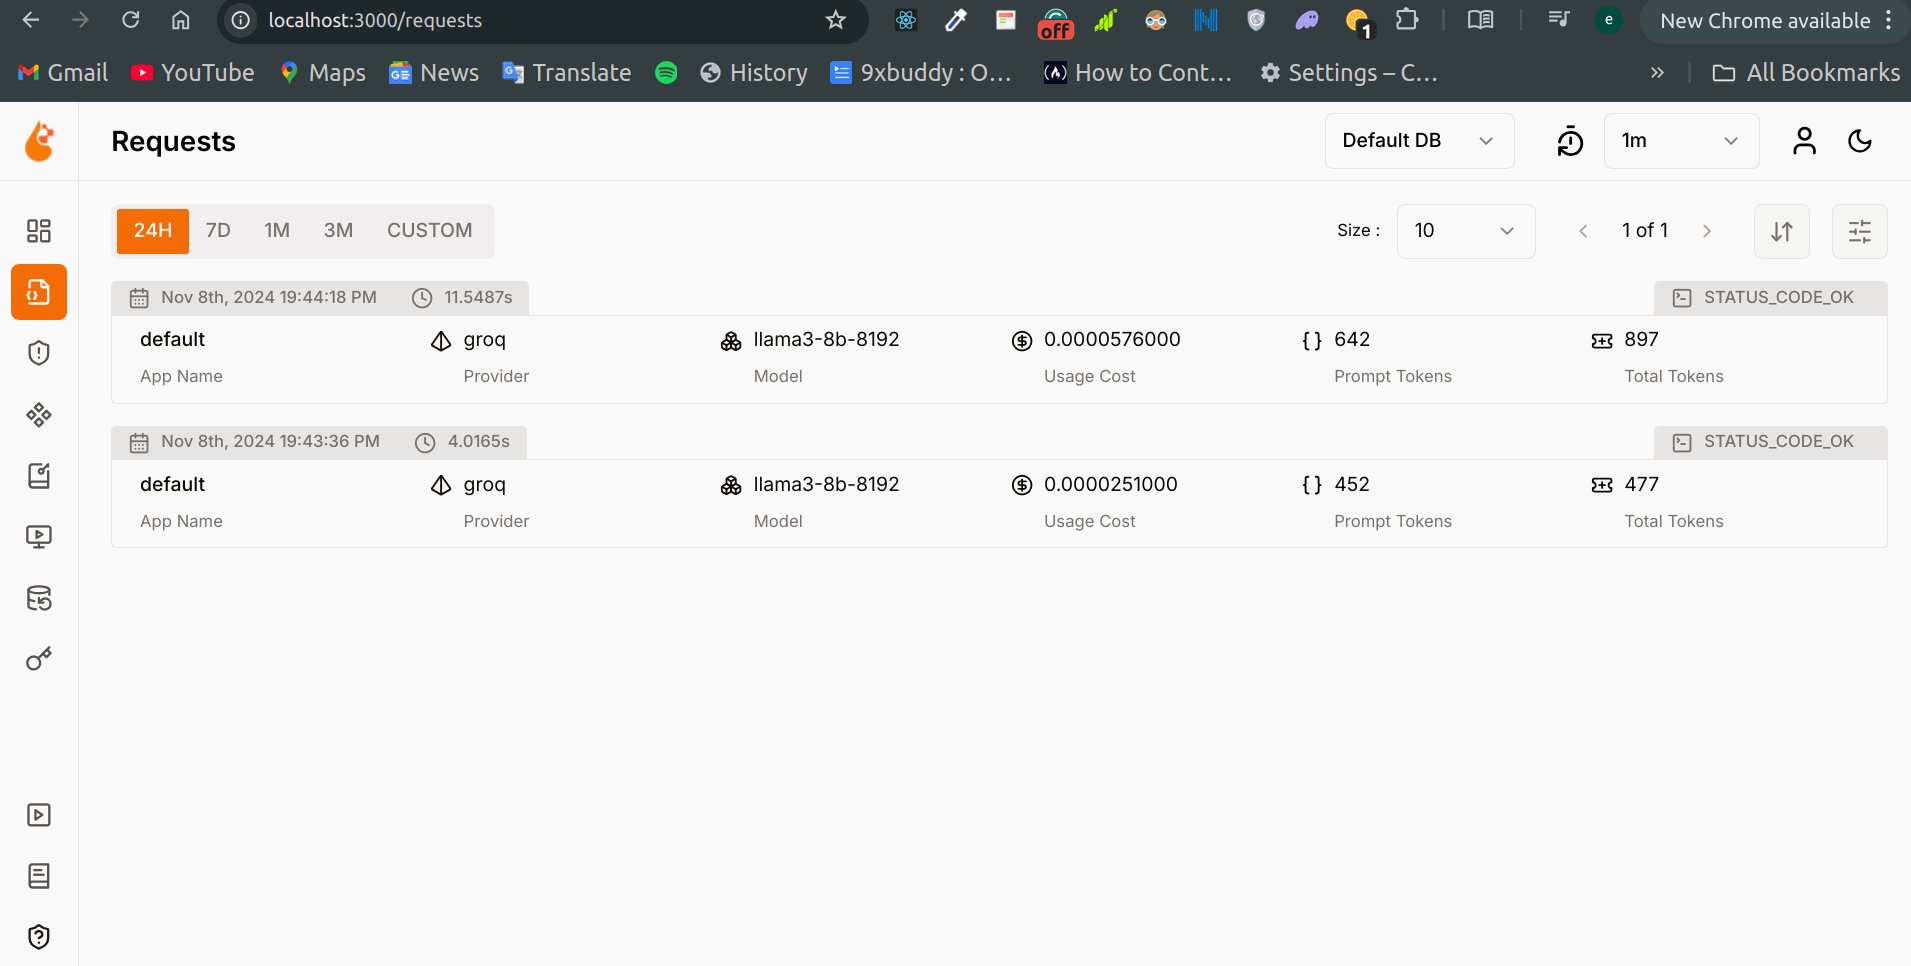 localhost:3000/requests
off
1
e
New Chrome available
Gmail
YouTube
Maps
News
Translate
History
9xbuddy : O...
How to Cont...
Settings – C...
»
All Bookmarks
Requests
Default DB
1m
24H
7D
1M
3M
CUSTOM
Size :
10
1 of 1
Nov 8th, 2024 19:44:18 PM
11.5487s
STATUS_CODE_OK
default
groq
llama3-8b-8192
0.0000576000
642
897
App Name
Provider
Model
Usage Cost
Prompt Tokens
Total Tokens
Nov 8th, 2024 19:43:36 PM
4.0165s
STATUS_CODE_OK
default
groq
llama3-8b-8192
0.0000251000
452
477
App Name
Provider
Model
Usage Cost
Prompt Tokens
Total Tokens